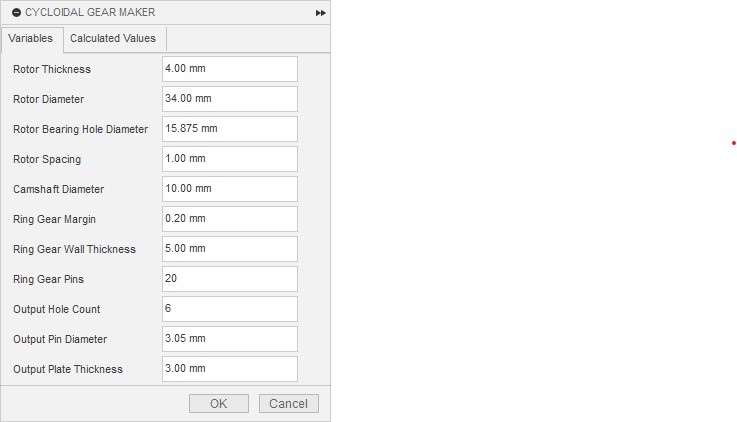 CYCLOIDAL GEAR MAKER
Variables Calculated Values
Rotor Thickness 4.00 mm
Rotor Diameter 34.00 mm
Rotor Bearing Hole Diameter 15.875 mm
Rotor Spacing 1.00 mm
Camshaft Diameter 10.00 mm
Ring Gear Margin 0.20 mm
Ring Gear Wall Thickness 5.00 mm
Ring Gear Pins 20
Output Hole Count 6
Output Pin Diameter 3.05 mm
Output Plate Thickness 3.00 mm
OK Cancel